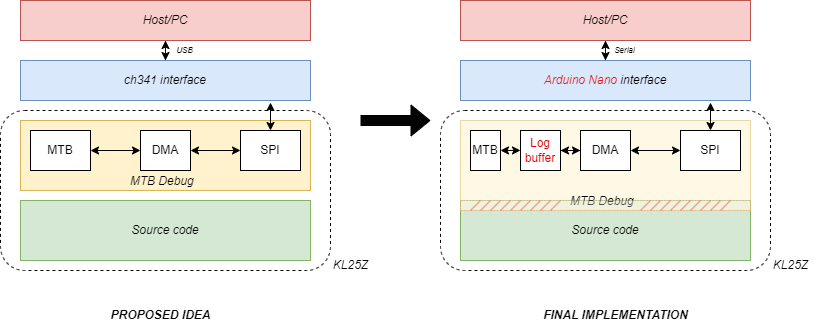 Host/PC
USB
ch341 interface
MTB
DMA
SPI
MTB Debug
Source code
KL25Z
PROPOSED IDEA
Host/PC
Serial
Arduino Nano interface
MTB
Log
buffer
DMA
SPI
MTB Debug
Source code
KL25Z
FINAL IMPLEMENTATION